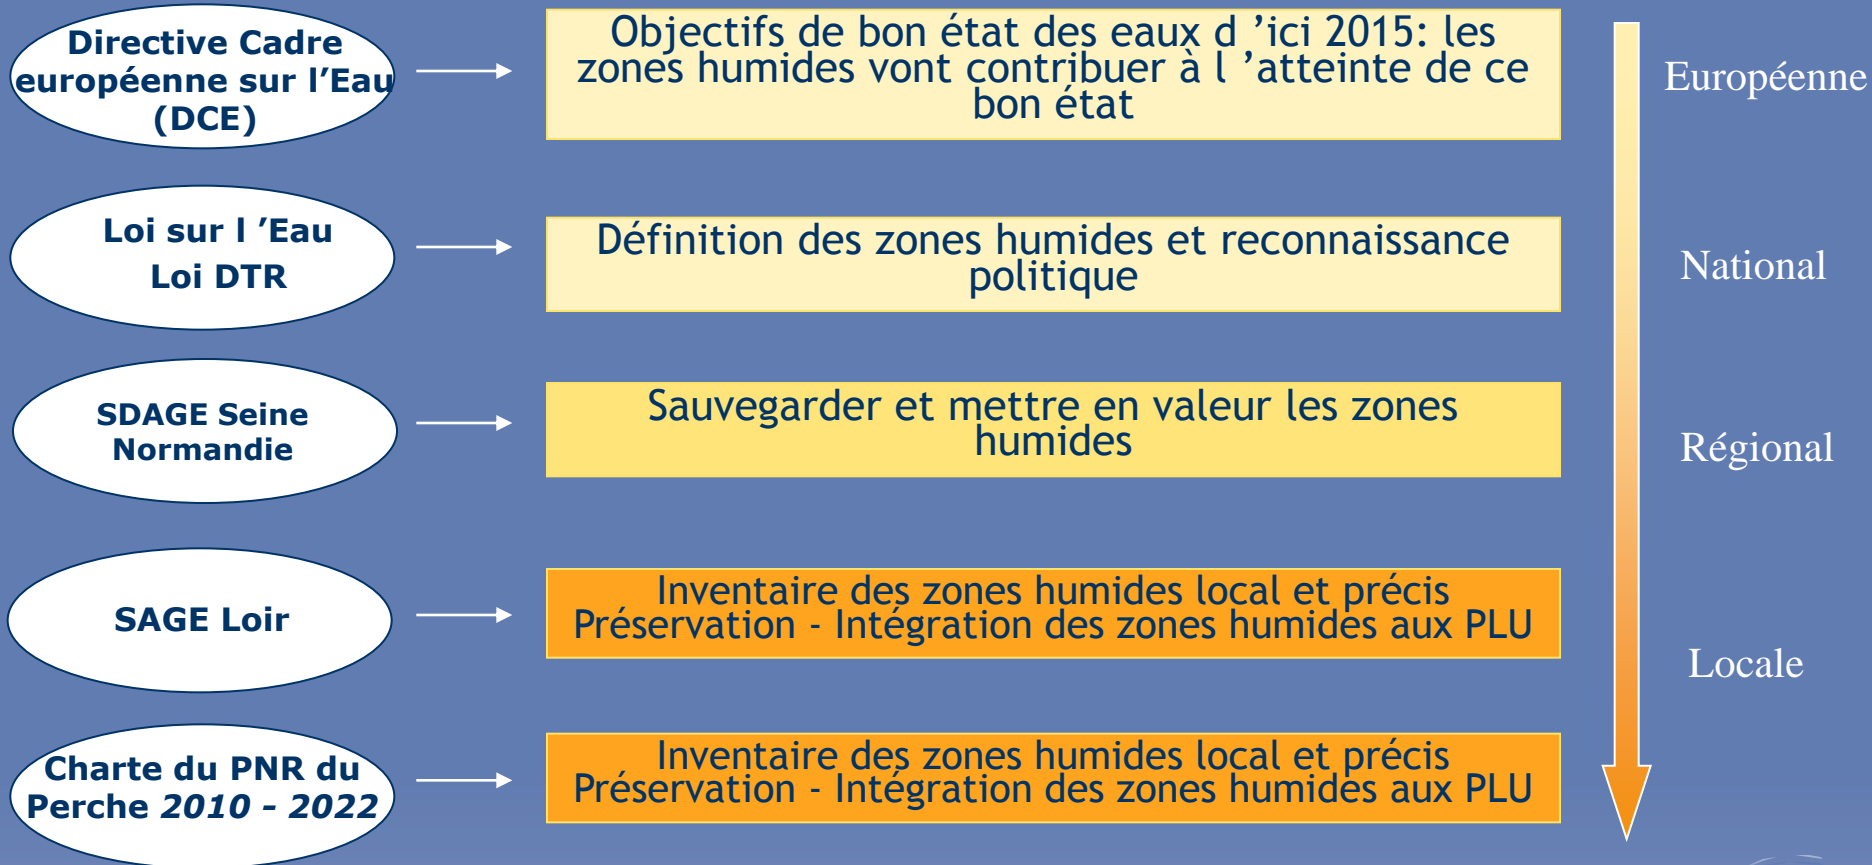 Directive Cadre
européenne sur l’Eau
(DCE)
Objectifs de bon état des eaux d ’ici 2015: les
zones humides vont contribuer à l ’atteinte de ce
bon état
Européenne
Loi sur l ’Eau
Loi DTR
Définition des zones humides et reconnaissance
politique
National
SDAGE Seine
Normandie
Sauvegarder et mettre en valeur les zones
humides
Régional
SAGE Loir
Inventaire des zones humides local et précis
Préservation - Intégration des zones humides aux PLU
Locale
Charte du PNR du
Perche 2010 - 2022
Inventaire des zones humides local et précis
Préservation - Intégration des zones humides aux PLU